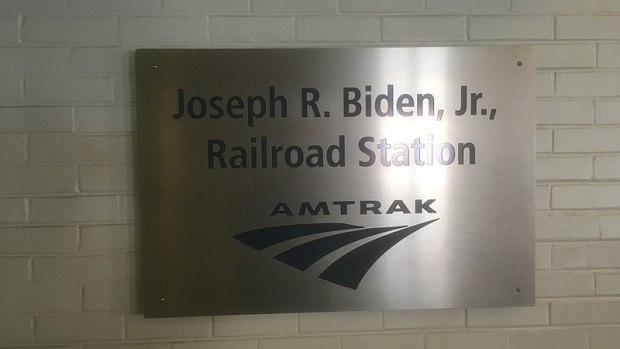 Joseph R. Biden, Jr.,
Railroad Station
AMTRAK